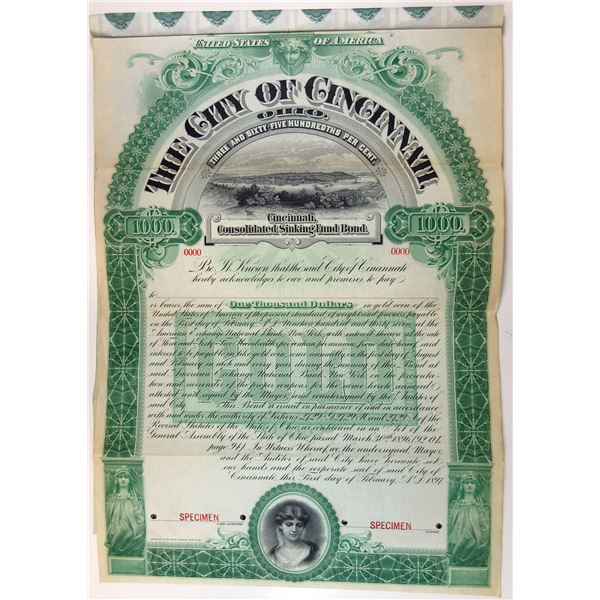 UNITED STATES OF AMERICA
THE CITY OF CINCINNATI,
OHIO,
THREE AND SIXTY-FIVE HUNDREDTHS PER CENT.
Cincinnati,
Consolidated Sinking Fund Bond.
1000. 1000.
0000 0000
Be It Known that the said City of Cincinnati
hereby acknowledges to owe and promises to pay
to
or bearer, the sum of One Thousand Dollars in gold coin of the
United States of America of the present standard of weight and fineness payable
on the first day of February A.D. Nineteen hundred and thirty seven at the
American Exchange National Bank, New York with interest thereon at the rate
of Three and Sixty-Five Hundredths per centum per annum from date hereof said
interest to be payable in like gold coin semi annually on the first day of August
and February in each and every year during the running of this Bond at
said American Exchange National Bank New York on the presentation
and surrender of the proper coupons for the same hereto annexed
attested and signed by the Mayor and countersigned by the Auditor of
said City. This Bond is issued in pursuance of and in accordance
with and under the authority of Sections 2729
Revised Statutes of the State of Ohio, as enacted in an Act of the
General Assembly of the State of Ohio passed March 1896 (92 O.L.
page In Witness Whereof, we the undersigned Mayor
and the Auditor of said City have hereunto set
our hands and the corporate seal of said City of
Cincinnati, this First day of February, A.D. 1897.
SPECIMEN SPECIMEN